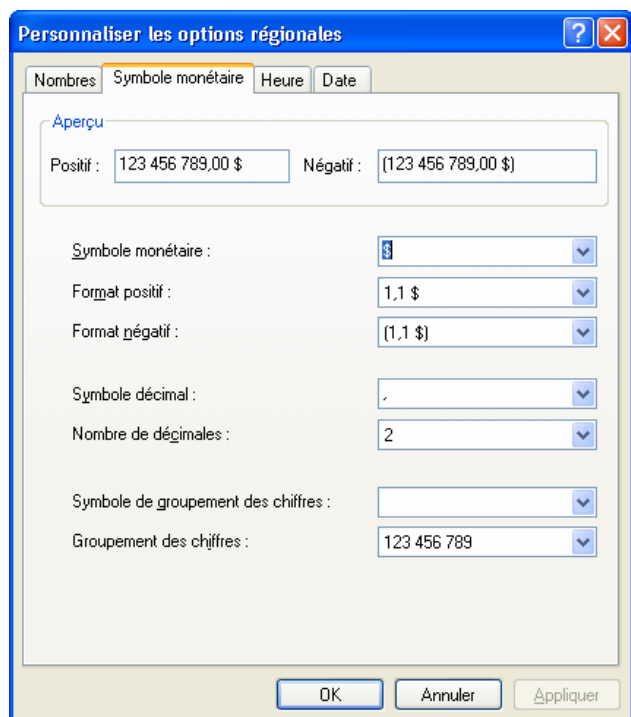 Personnaliser les options régionales
Nombres Symbole monétaire Heure Date
Aperçu
Positif : 123 456 789,00 $ Négatif : (123 456 789,00 $)
Symbole monétaire : $
Format positif : 1,1 $
Format négatif : (1,1 $)
Symbole décimal : ,
Nombre de décimales : 2
Symbole de groupement des chiffres :
Groupement des chiffres : 123 456 789
OK Annuler Appliquer